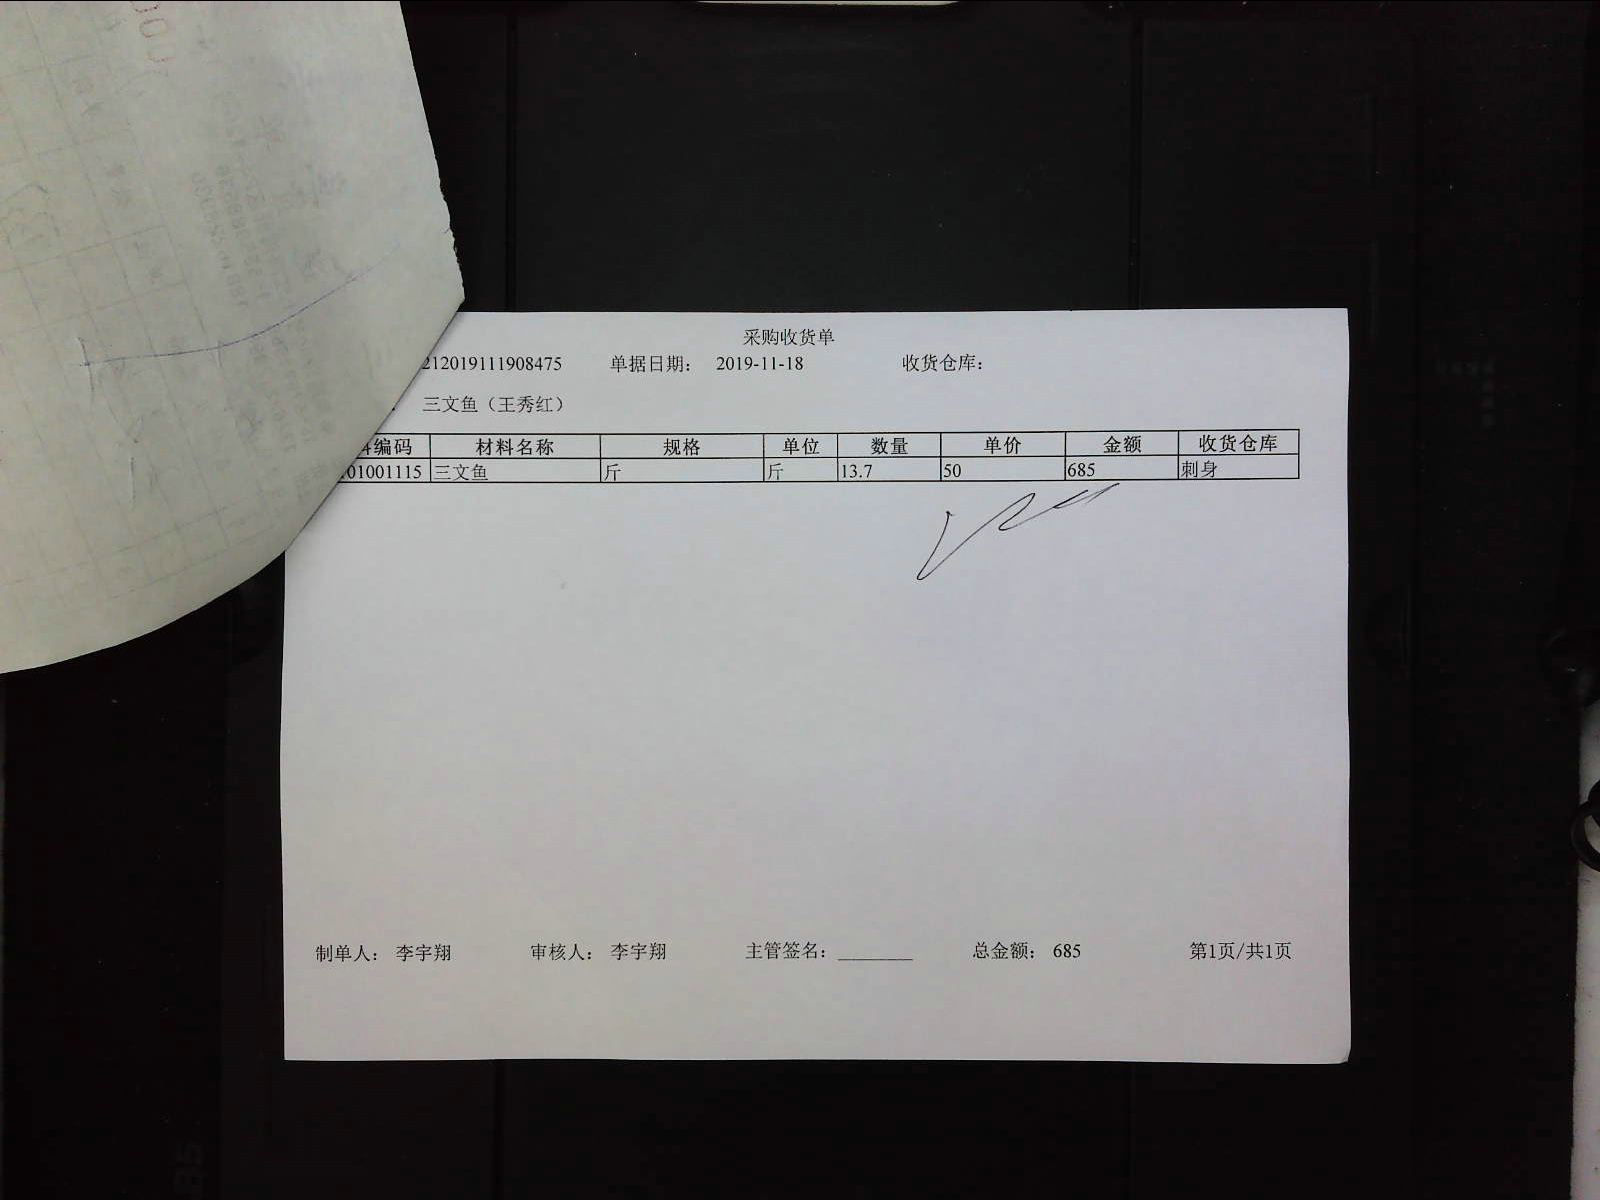 采购收货单
212019111908475 单据日期： 2019-11-18 收货仓库：
三文鱼（王秀红）
编码 材料名称 规格 单位 数量 单价 金额 收货仓库
01001115 三文鱼 斤 斤 13.7 50 685 刺身
制单人： 李宇翔 审核人： 李宇翔 主管签名：_______ 总金额： 685 第1页/共1页